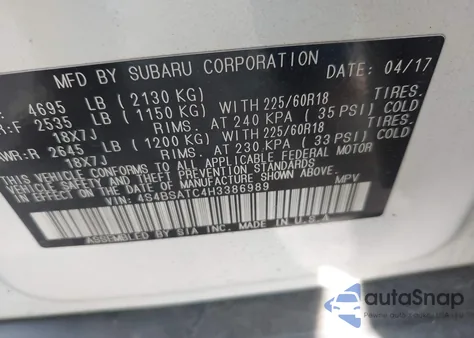 MFD BY SUBARU CORPORATION DATE: 04/17
: 4695 LB (2130 KG)
R:F 2535 LB (1150 KG) WITH 225/60R18 TIRES.
18X7J RIMS. AT 240 KPA (35 PSI) COLD
WR:R 2645 LB (1200 KG) WITH 225/60R18 TIRES.
18X7J RIMS. AT 230 KPA (33 PSI) COLD
THIS VEHICLE CONFORMS TO ALL APPLICABLE FEDERAL MOTOR
VEHICLE SAFETY AND THEFT PREVENTION STANDARDS
IN EFFECT ON THE DATE OF MANUFACTURE SHOWN ABOVE.
VIN: 4S4BSATC4H3386989 MPV
ASSEMBLED BY SIA INC. MADE IN U.S.A
autoSnap